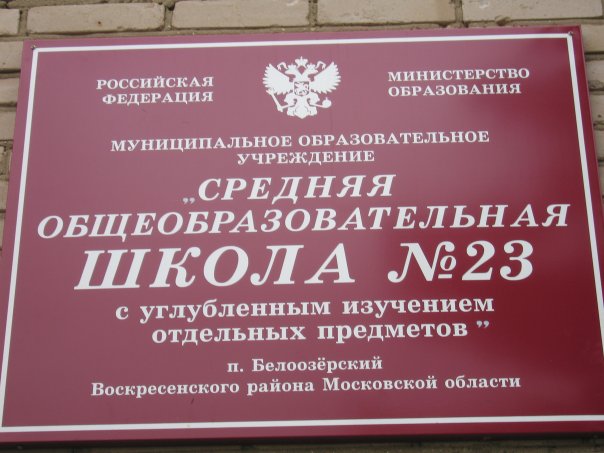 РОССИЙСКАЯ
ФЕДЕРАЦИЯ
МИНИСТЕРСТВО
ОБРАЗОВАНИЯ
МУНИЦИПАЛЬНОЕ ОБРАЗОВАТЕЛЬНОЕ
УЧРЕЖДЕНИЕ
„СРЕДНЯЯ
ОБЩЕОБРАЗОВАТЕЛЬНАЯ
ШКОЛА №23
с углубленным изучением
отдельных предметов”
п. Белоозёрский
Воскресенского района Московской области